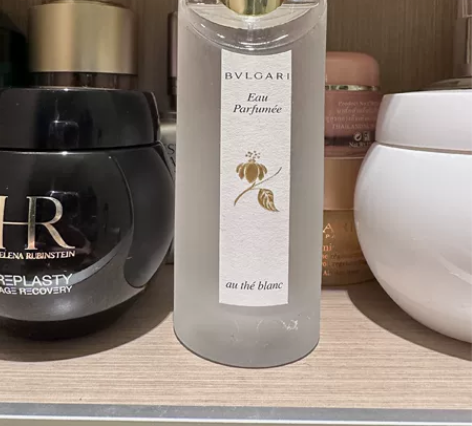 BVLGARI
Eau
Parfumée
au thé blanc
HR
ELENA RUBINSTEIN
REPLASTY
AGE RECOVERY